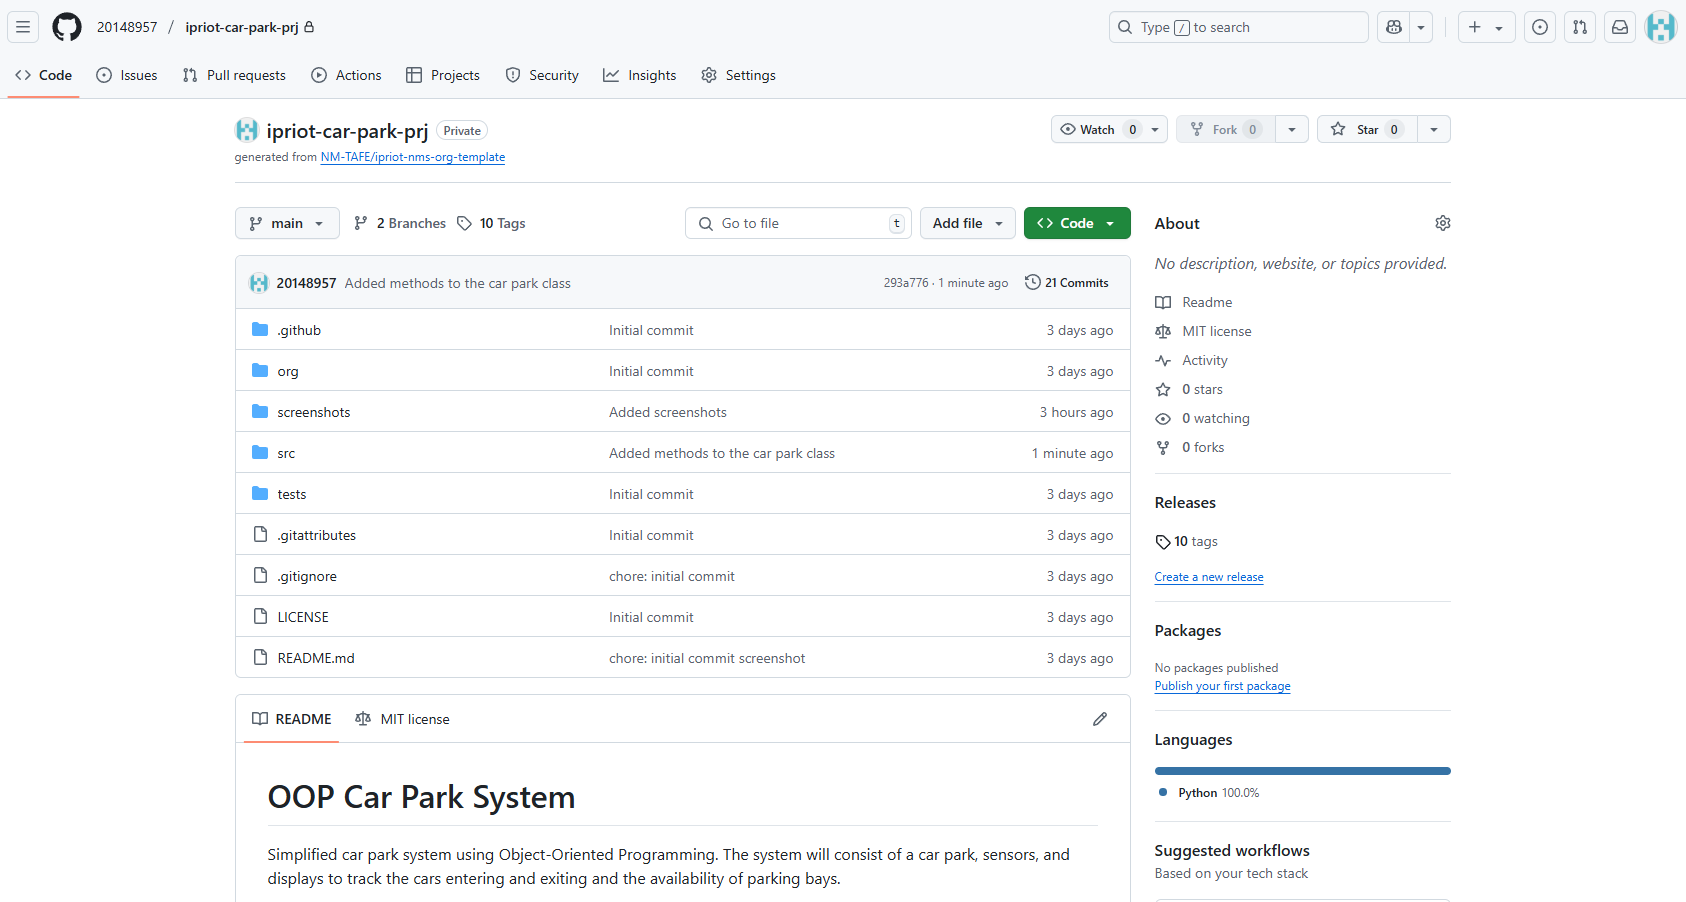 20148957 / ipriot-car-park-prj
Type / to search
Code Issues Pull requests Actions Projects Security Insights Settings
ipriot-car-park-prj Private
Watch 0 Fork 0 Star 0
generated from NM-TAFE/ipriot-nms-org-template
main 2 Branches 10 Tags Go to file t Add file Code
20148957 Added methods to the car park class 293a776 · 1 minute ago 21 Commits
.github Initial commit 3 days ago
org Initial commit 3 days ago
screenshots Added screenshots 3 hours ago
src Added methods to the car park class 1 minute ago
tests Initial commit 3 days ago
.gitattributes Initial commit 3 days ago
.gitignore chore: initial commit 3 days ago
LICENSE Initial commit 3 days ago
README.md chore: initial commit screenshot 3 days ago
README MIT license
OOP Car Park System
Simplified car park system using Object-Oriented Programming. The system will consist of a car park, sensors, and
displays to track the cars entering and exiting and the availability of parking bays.
About
No description, website, or topics provided.
Readme
MIT license
Activity
0 stars
0 watching
0 forks
Releases
10 tags
Create a new release
Packages
No packages published
Publish your first package
Languages
Python 100.0%
Suggested workflows
Based on your tech stack